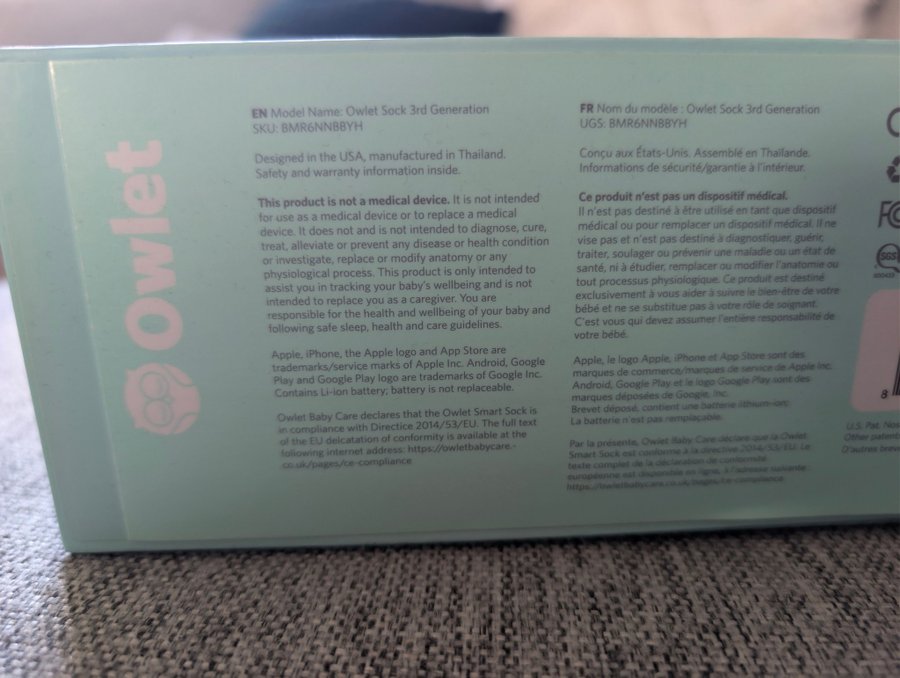 Owlet
EN Model Name: Owlet Sock 3rd Generation
SKU: BMR6NNBBYH
Designed in the USA, manufactured in Thailand.
Safety and warranty information inside.
This product is not a medical device. It is not intended
for use as a medical device or to replace a medical
device. It does not and is not intended to diagnose, cure,
treat, alleviate or prevent any disease or health condition
or investigate, replace or modify anatomy or any
physiological process. This product is only intended to
assist you in tracking your baby's wellbeing and is not
intended to replace you as a caregiver. You are
responsible for the health and wellbeing of your baby and
following safe sleep, health and care guidelines.
Apple, iPhone, the Apple logo and App Store are
trademarks/service marks of Apple Inc. Android, Google
Play and Google Play logo are trademarks of Google Inc.
Contains Li-ion battery; battery is not replaceable.
Owlet Baby Care declares that the Owlet Smart Sock is
in compliance with Directive 2014/53/EU. The full text
of the EU delcatation of conformity is available at the
following internet address: https://owletbabycare.-
co.uk/pages/ce-compliance
FR Nom du modèle : Owlet Sock 3rd Generation
UGS: BMR6NNBBYH
Conçu aux États-Unis. Assemblé en Thaïlande.
Informations de sécurité/garantie à l'intérieur.
Ce produit n'est pas un dispositif médical.
Il n'est pas destiné à être utilisé en tant que dispositif
médical ou pour remplacer un dispositif médical. Il ne
vise pas et n'est pas destiné à diagnostiquer, guérir,
traiter, soulager ou prévenir une maladie ou un état de
santé, ni à étudier, remplacer ou modifier l'anatomie ou
tout processus physiologique. Ce produit est destiné
exclusivement à vous aider à suivre le bien-être de votre
bébé et ne se substitue pas à votre rôle de soignant.
C'est vous qui devez assumer l'entière responsabilité de
votre bébé.
Apple, le logo Apple, iPhone et App Store sont des
marques de commerce/marques de service de Apple Inc.
Android, Google Play et le logo Google Play sont des
marques déposées de Google, Inc.
Brevet déposé, contient une batterie lithium-ion;
La batterie n'est pas remplaçable.
Par la présente, Owlet Baby Care déclare que la Owlet
Smart Sock est conforme à la directive 2014/53/EU. Le
texte complet de la déclaration de conformité
européenne est disponible en ligne, à l'adresse suivante:
https://owletbabycare.co.uk/pages/ce-compliance
FC
SGS
8
U.S. Pat. Nos
Other patent
D'autres brev